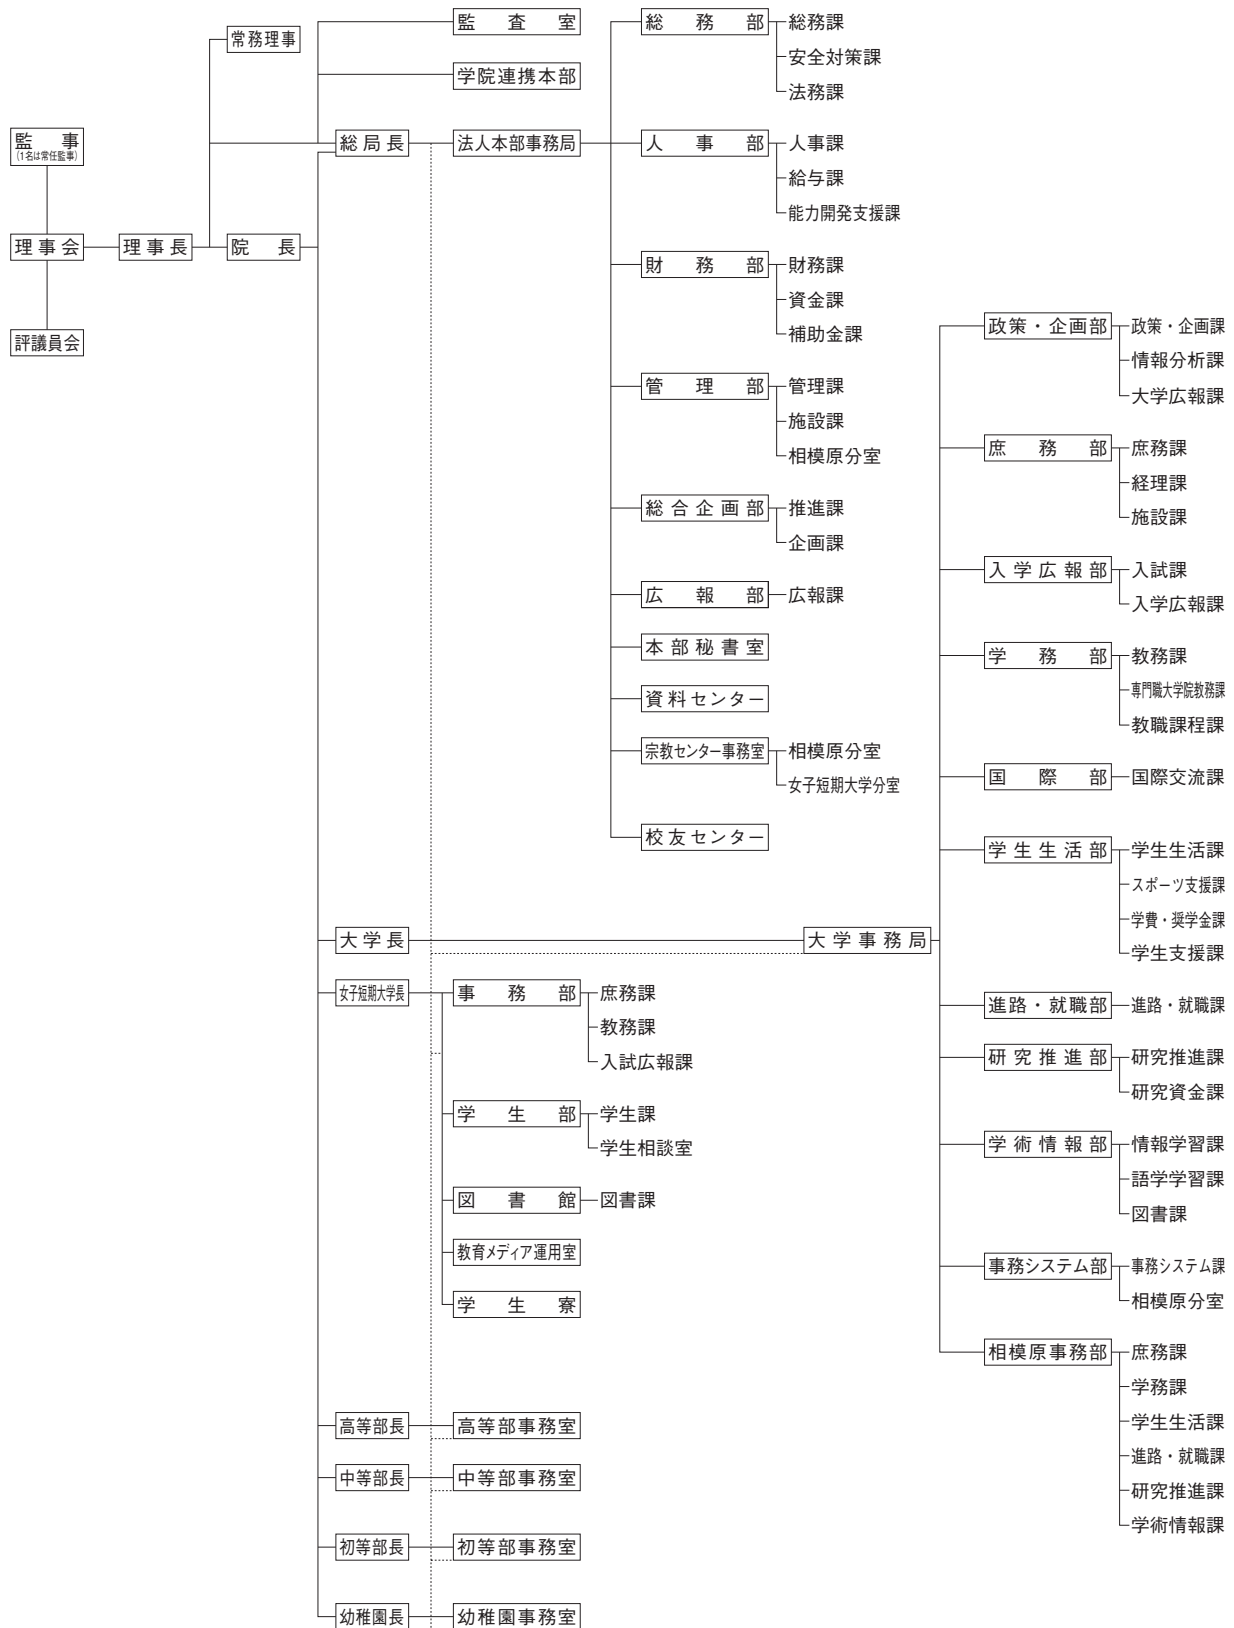 監事
(1名は常任監事)
理事会
評議員会
理事長
常務理事
院長
監査室
学院連携本部
総局長
法人本部事務局
総務部
総務課
安全対策課
法務課
人事部
人事課
給与課
能力開発支援課
財務部
財務課
資金課
補助金課
管理部
管理課
施設課
相模原分室
総合企画部
推進課
企画課
広報部
広報課
本部秘書室
資料センター
宗教センター事務室
相模原分室
女子短期大学分室
校友センター
大学長
大学事務局
政策・企画部
政策・企画課
情報分析課
大学広報課
庶務部
庶務課
経理課
施設課
入学広報部
入試課
入学広報課
学務部
教務課
専門職大学院教務課
教職課程課
国際部
国際交流課
学生生活部
学生生活課
スポーツ支援課
学費・奨学金課
学生支援課
進路・就職部
進路・就職課
研究推進部
研究推進課
研究資金課
学術情報部
情報学習課
語学学習課
図書課
事務システム部
事務システム課
相模原分室
相模原事務部
庶務課
学務課
学生生活課
進路・就職課
研究推進課
学術情報課
女子短期大学長
事務部
庶務課
教務課
入試広報課
学生部
学生課
学生相談室
図書館
図書課
教育メディア運用室
学生寮
高等部長
高等部事務室
中等部長
中等部事務室
初等部長
初等部事務室
幼稚園長
幼稚園事務室